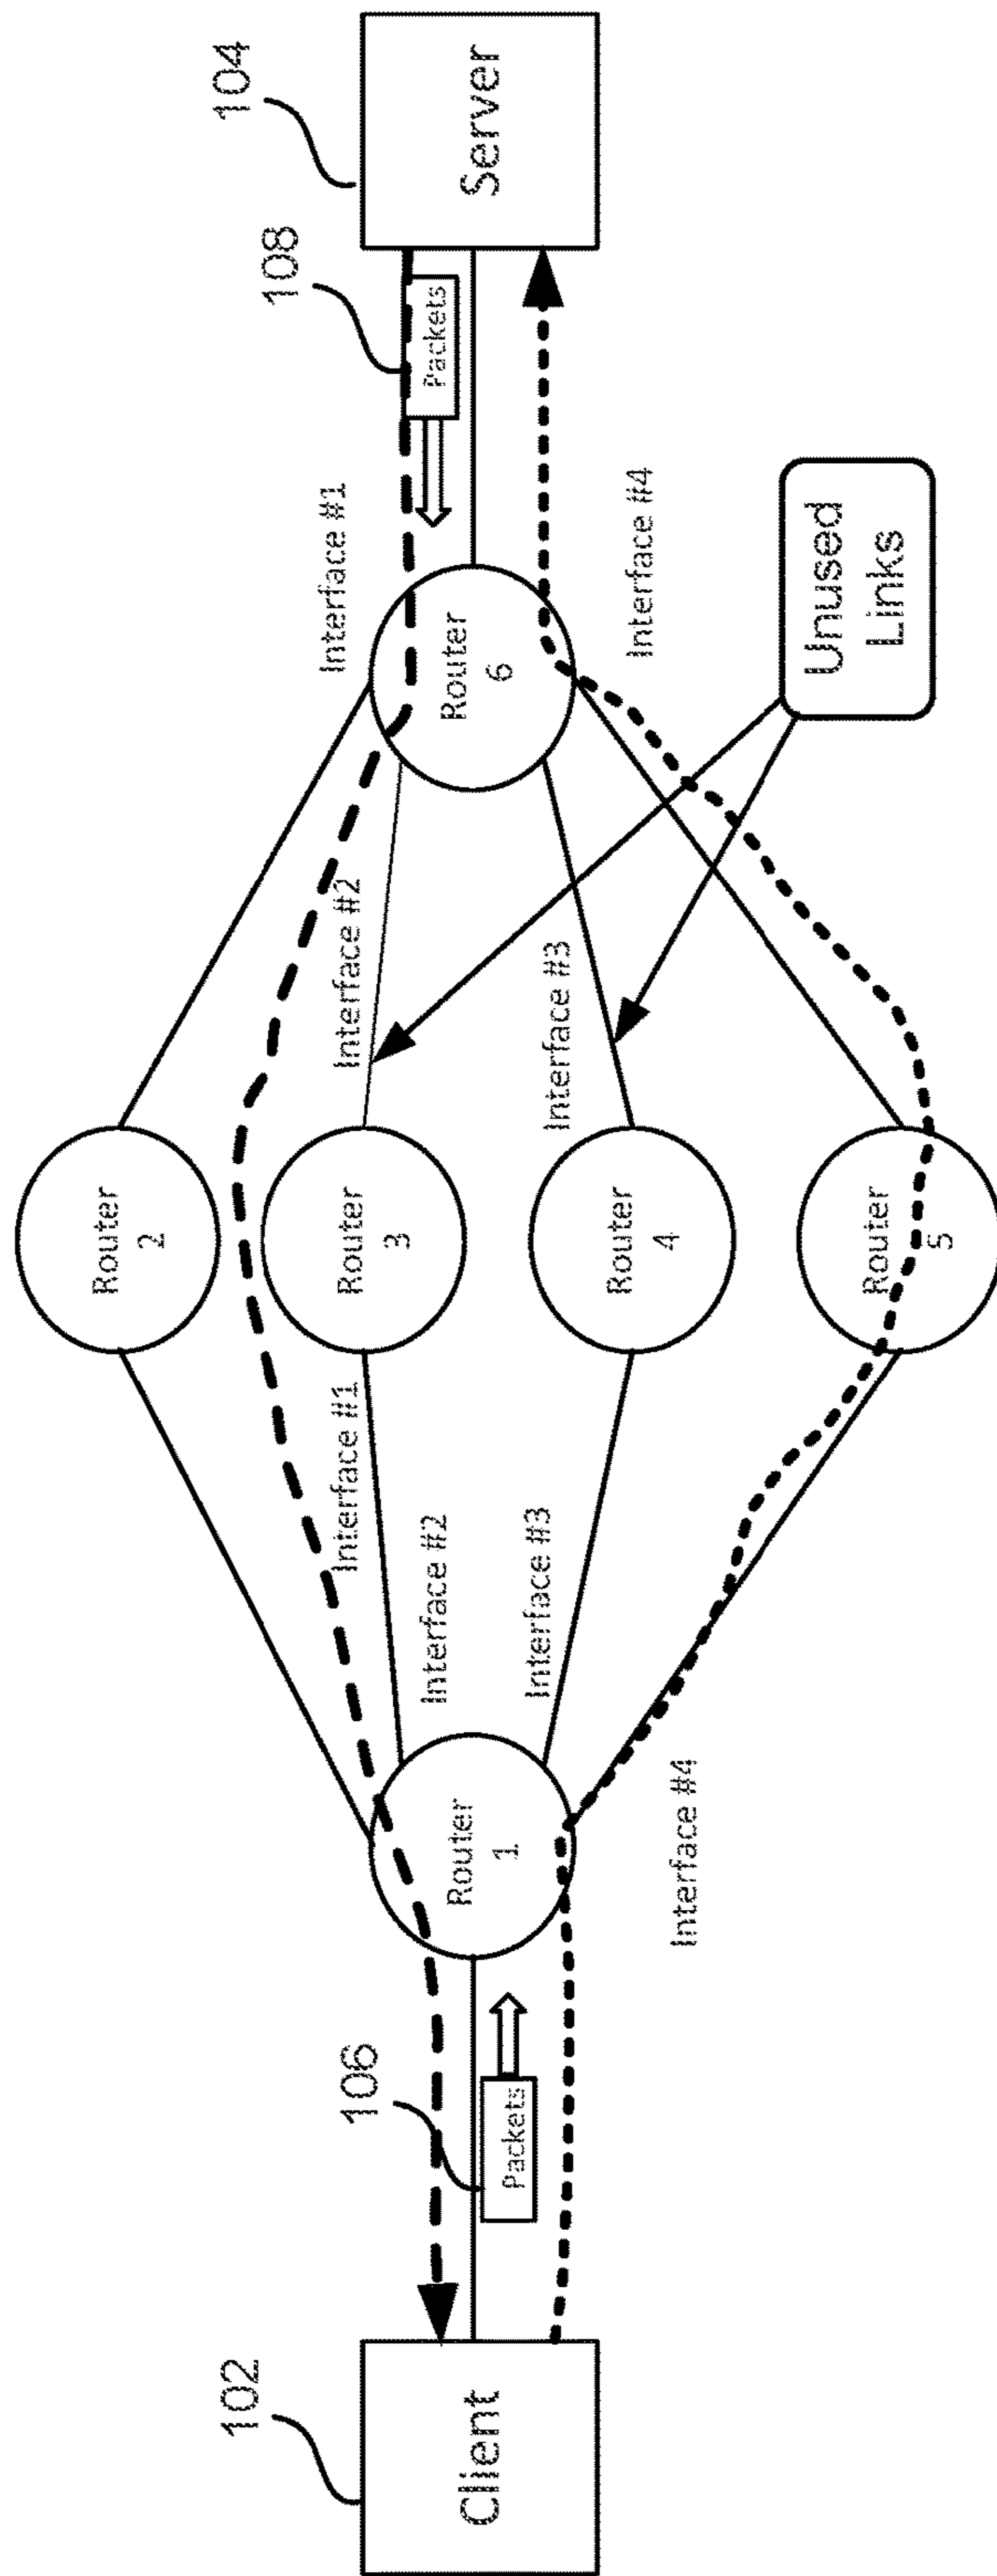 102
Client
106
Packets
Router
1
Interface #1
Interface #2
Interface #3
Interface #4
Router
2
Router
3
Router
4
Router
5
Interface #1
Interface #2
Interface #3
Interface #4
Router
6
108
Packets
104
Server
Unused
Links